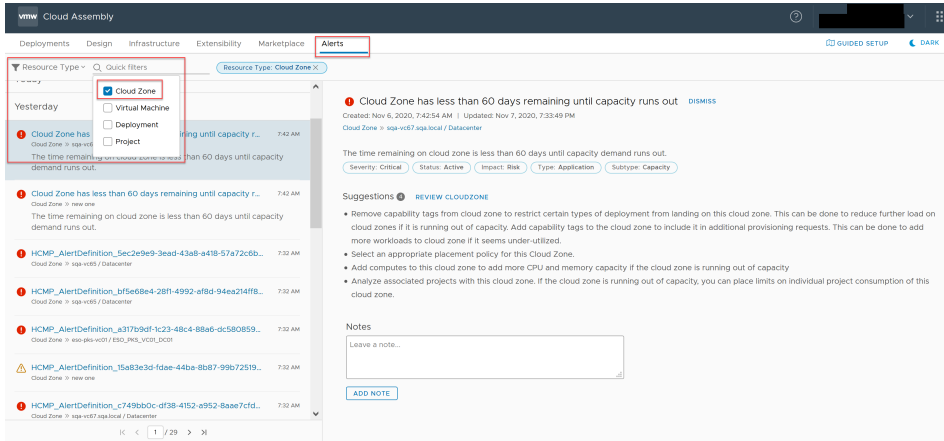 vmw Cloud Assembly
Deployments Design Infrastructure Extensibility Marketplace Alerts
GUIDED SETUP DARK
Resource Type Quick filters
Resource Type: Cloud Zone ×
Today
Cloud Zone
Virtual Machine
Deployment
Project
Yesterday
Cloud Zone has ining until capacity r... 7:42 AM
Cloud Zone » sqa-vc6
The time remaining on cloud zone is less than 60 days until capacity
demand runs out.
Cloud Zone has less than 60 days remaining until capacity r... 7:42 AM
Cloud Zone » new one
The time remaining on cloud zone is less than 60 days until capacity
demand runs out.
HCMP_AlertDefinition_5ec2e9e9-3ead-43a8-a418-57a72c6b... 7:32 AM
Cloud Zone » sqa-vc65 / Datacenter
HCMP_AlertDefinition_bf5e68e4-28f1-4992-af8d-94ea214ff8... 7:32 AM
Cloud Zone » sqa-vc65 / Datacenter
HCMP_AlertDefinition_a317b9df-1c23-48c4-88a6-dc580859... 7:32 AM
Cloud Zone » eso-pks-vc01 / ESO_PKS_VC01_DC01
HCMP_AlertDefinition_15a83e3d-fdae-44ba-8b87-99b72519... 7:32 AM
Cloud Zone » new one
HCMP_AlertDefinition_c749bb0c-df38-4152-a952-8aae7cfd... 7:32 AM
Cloud Zone » sqa-vc67.sqa.local / Datacenter
1 / 29
Cloud Zone has less than 60 days remaining until capacity runs out DISMISS
Created: Nov 6, 2020, 7:42:54 AM | Updated: Nov 7, 2020, 7:33:49 PM
Cloud Zone » sqa-vc67.sqa.local / Datacenter
The time remaining on cloud zone is less than 60 days until capacity demand runs out.
Severity: Critical Status: Active Impact: Risk Type: Application Subtype: Capacity
Suggestions 4 REVIEW CLOUDZONE
• Remove capability tags from cloud zone to restrict certain types of deployment from landing on this cloud zone. This can be done to reduce further load on
cloud zones if it is running out of capacity. Add capability tags to the cloud zone to include it in additional provisioning requests. This can be done to add
more workloads to cloud zone if it seems under-utilized.
• Select an appropriate placement policy for this Cloud Zone.
• Add computes to this cloud zone to add more CPU and memory capacity if the cloud zone is running out of capacity
• Analyze associated projects with this cloud zone. If the cloud zone is running out of capacity, you can place limits on individual project consumption of this
cloud zone.
Notes
Leave a note...
ADD NOTE